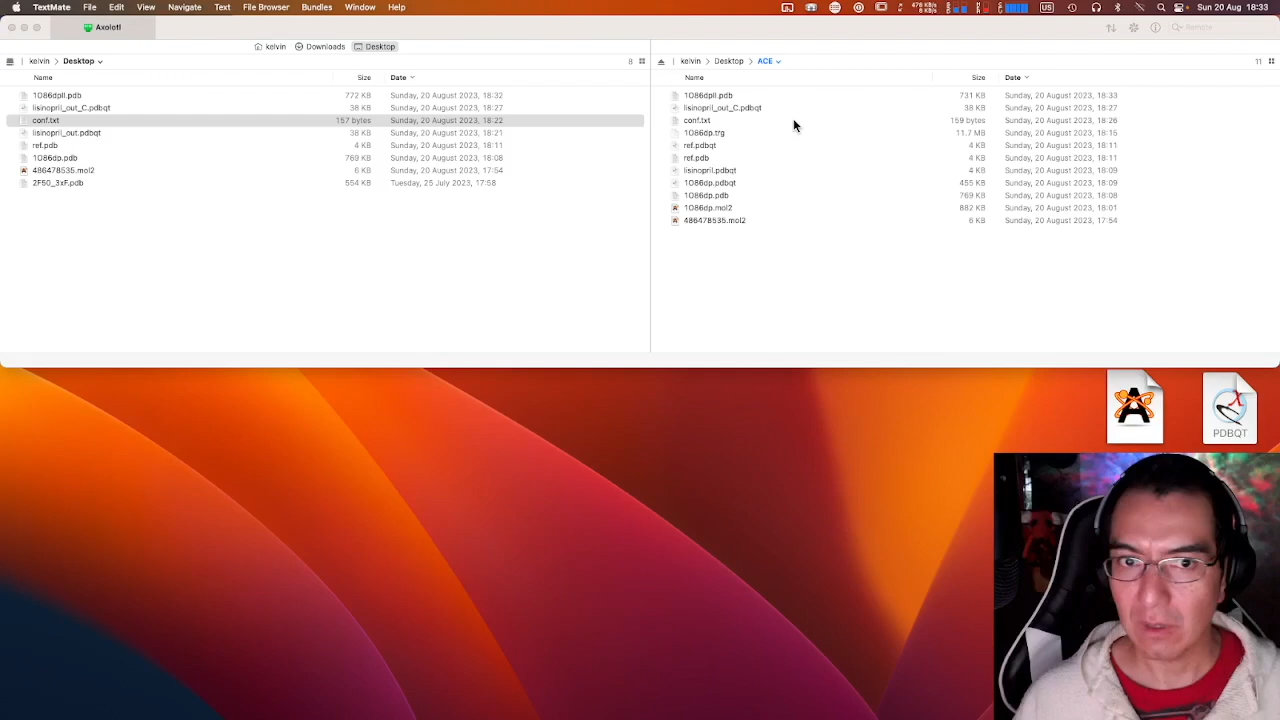 TextMate File Edit View Navigate Text File Browser Bundles Window Help US Sun 20 Aug 18:33
Axolotl Remote
kelvin Downloads Desktop
kelvin > Desktop 8
kelvin > Desktop > ACE 11
Name Size Date
1O86dpll.pdb 772 KB Sunday, 20 August 2023, 18:32
lisinopril_out_C.pdbqt 38 KB Sunday, 20 August 2023, 18:27
conf.txt 157 bytes Sunday, 20 August 2023, 18:22
lisinopril_out.pdbqt 38 KB Sunday, 20 August 2023, 18:21
ref.pdb 4 KB Sunday, 20 August 2023, 18:11
1O86dp.pdb 769 KB Sunday, 20 August 2023, 18:08
486478535.mol2 6 KB Sunday, 20 August 2023, 17:54
2F50_3xF.pdb 554 KB Tuesday, 25 July 2023, 17:58
Name Size Date
1O86dpll.pdb 731 KB Sunday, 20 August 2023, 18:33
lisinopril_out_C.pdbqt 38 KB Sunday, 20 August 2023, 18:27
conf.txt 159 bytes Sunday, 20 August 2023, 18:26
1O86dp.trg 11.7 MB Sunday, 20 August 2023, 18:15
ref.pdbqt 4 KB Sunday, 20 August 2023, 18:11
ref.pdb 4 KB Sunday, 20 August 2023, 18:11
lisinopril.pdbqt 4 KB Sunday, 20 August 2023, 18:09
1O86dp.pdbqt 455 KB Sunday, 20 August 2023, 18:09
1O86dp.pdb 769 KB Sunday, 20 August 2023, 18:08
1O86dp.mol2 882 KB Sunday, 20 August 2023, 18:01
486478535.mol2 6 KB Sunday, 20 August 2023, 17:54
PDBQT